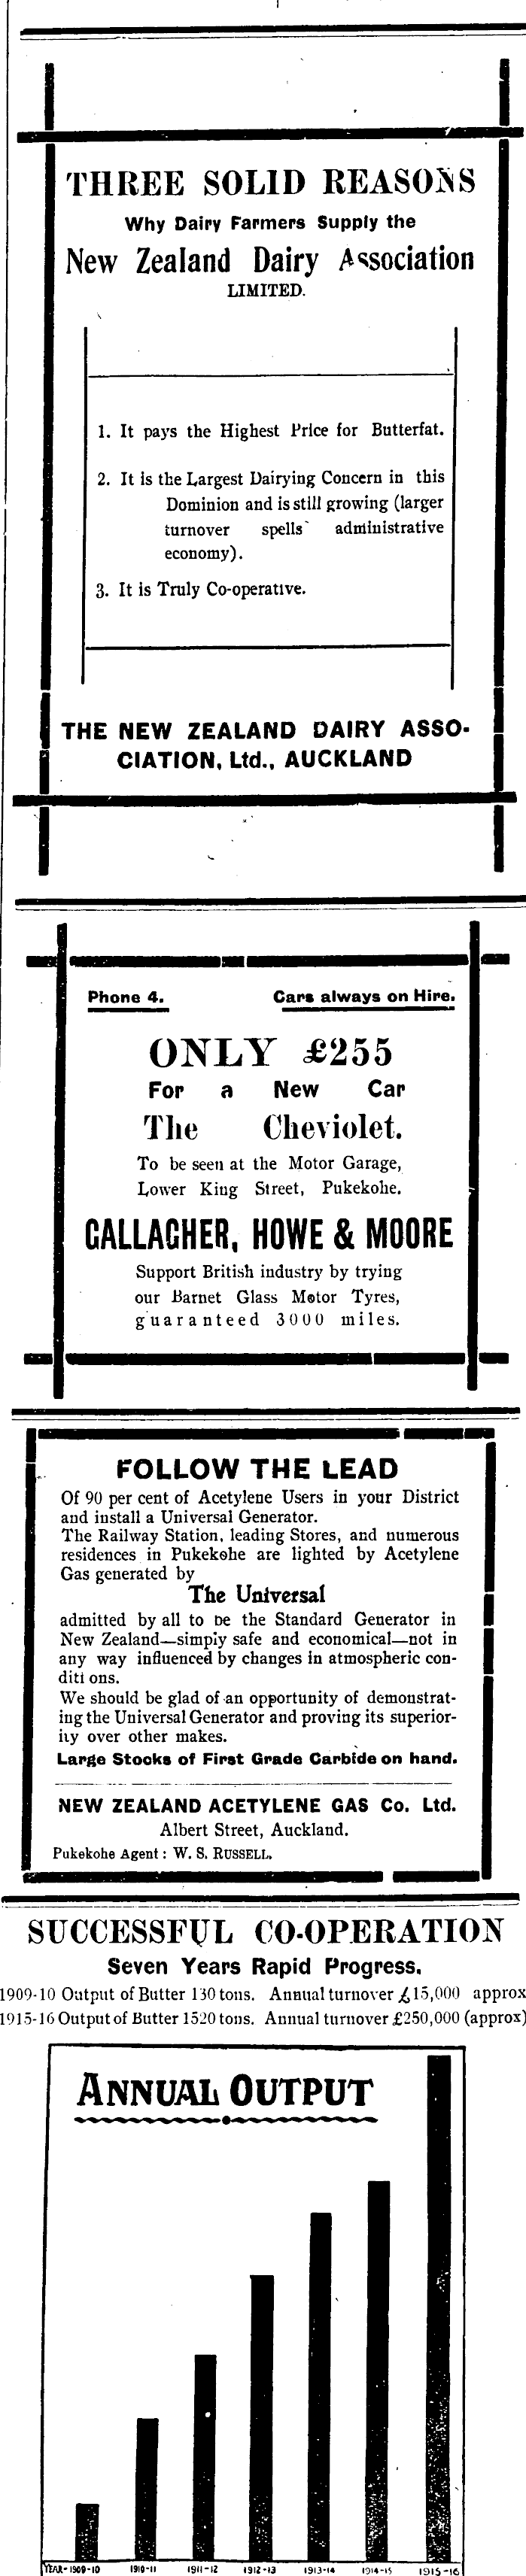 THREE SOLID REASONS
Why Dairy Farmers Supply the
New Zealand Dairy Association
LIMITED.
1. It pays the Highest Price for Butterfat.
2. It is the Largest Dairying Concern in this
Dominion and is still growing (larger
turnover spells administrative
economy).
3. It is Truly Co-operative.
THE NEW ZEALAND DAIRY ASSO-
CIATION, Ltd., AUCKLAND
Phone 4. Cars always on Hire.
ONLY £255
For a New Car
The Cheviolet.
To be seen at the Motor Garage,
Lower King Street, Pukekohe.
GALLAGHER, HOWE & MOORE
Support British industry by trying
our Barnet Glass Motor Tyres,
guaranteed 3000 miles.
FOLLOW THE LEAD
Of 90 per cent of Acetylene Users in your District
and install a Universal Generator.
The Railway Station, leading Stores, and numerous
residences in Pukekohe are lighted by Acetylene
Gas generated by
The Universal
admitted by all to be the Standard Generator in
New Zealand—simply safe and economical—not in
any way influenced by changes in atmospheric con-
diti ons.
We should be glad of an opportunity of demonstrat-
ing the Universal Generator and proving its superior-
ity over other makes.
Large Stocks of First Grade Carbide on hand.
NEW ZEALAND ACETYLENE GAS Co. Ltd.
Albert Street, Auckland.
Pukekohe Agent: W. S. RUSSELL.
SUCCESSFUL CO-OPERATION
Seven Years Rapid Progress.
1909-10 Output of Butter 130 tons. Annual turnover £15,000 approx
1915-16 Output of Butter 1520 tons. Annual turnover £250,000 (approx)
ANNUAL OUTPUT
YEAR-1909-10 1910-11 1911-12 1912-13 1913-14 1914-15 1915-16